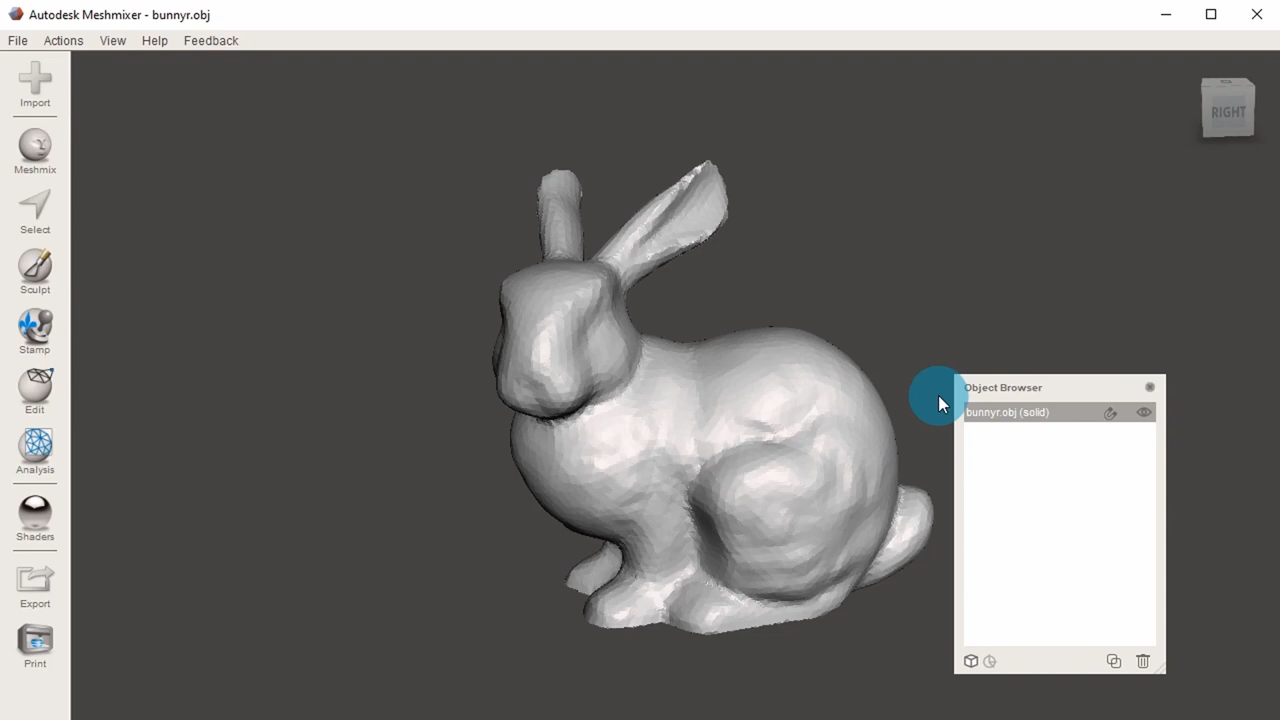 Autodesk Meshmixer - bunnyr.obj
File Actions View Help Feedback
Import
Meshmix
Select
Sculpt
Stamp
Edit
Analysis
Shaders
Export
Print
RIGHT
Object Browser
bunnyr.obj (solid)